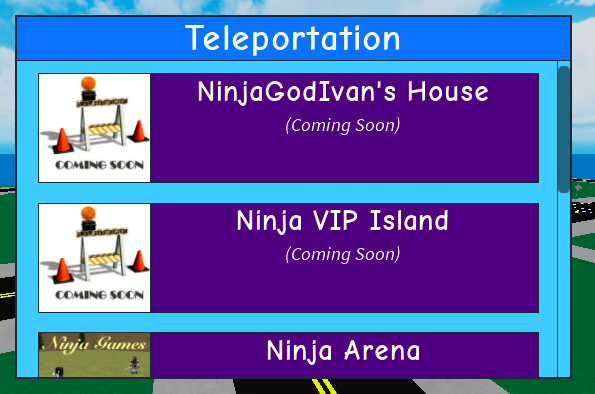 Teleportation
NinjaGodIvan's House
(Coming Soon)
COMING SOON
Ninja VIP Island
(Coming Soon)
COMING SOON
Ninja Games
Ninja Arena